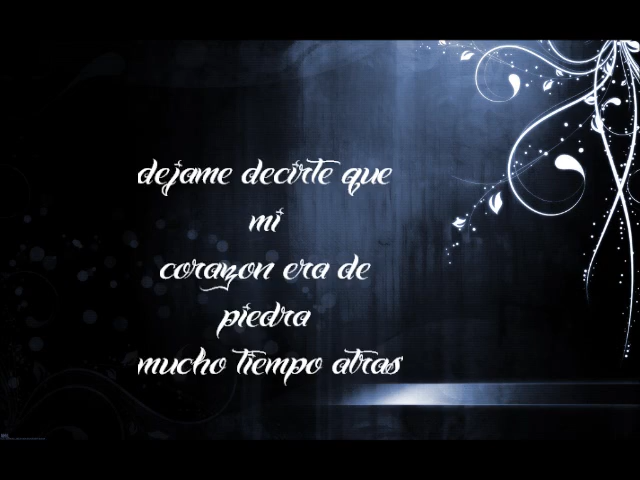 dejame decirte que
mi
corazon era de
piedra
mucho tiempo atras